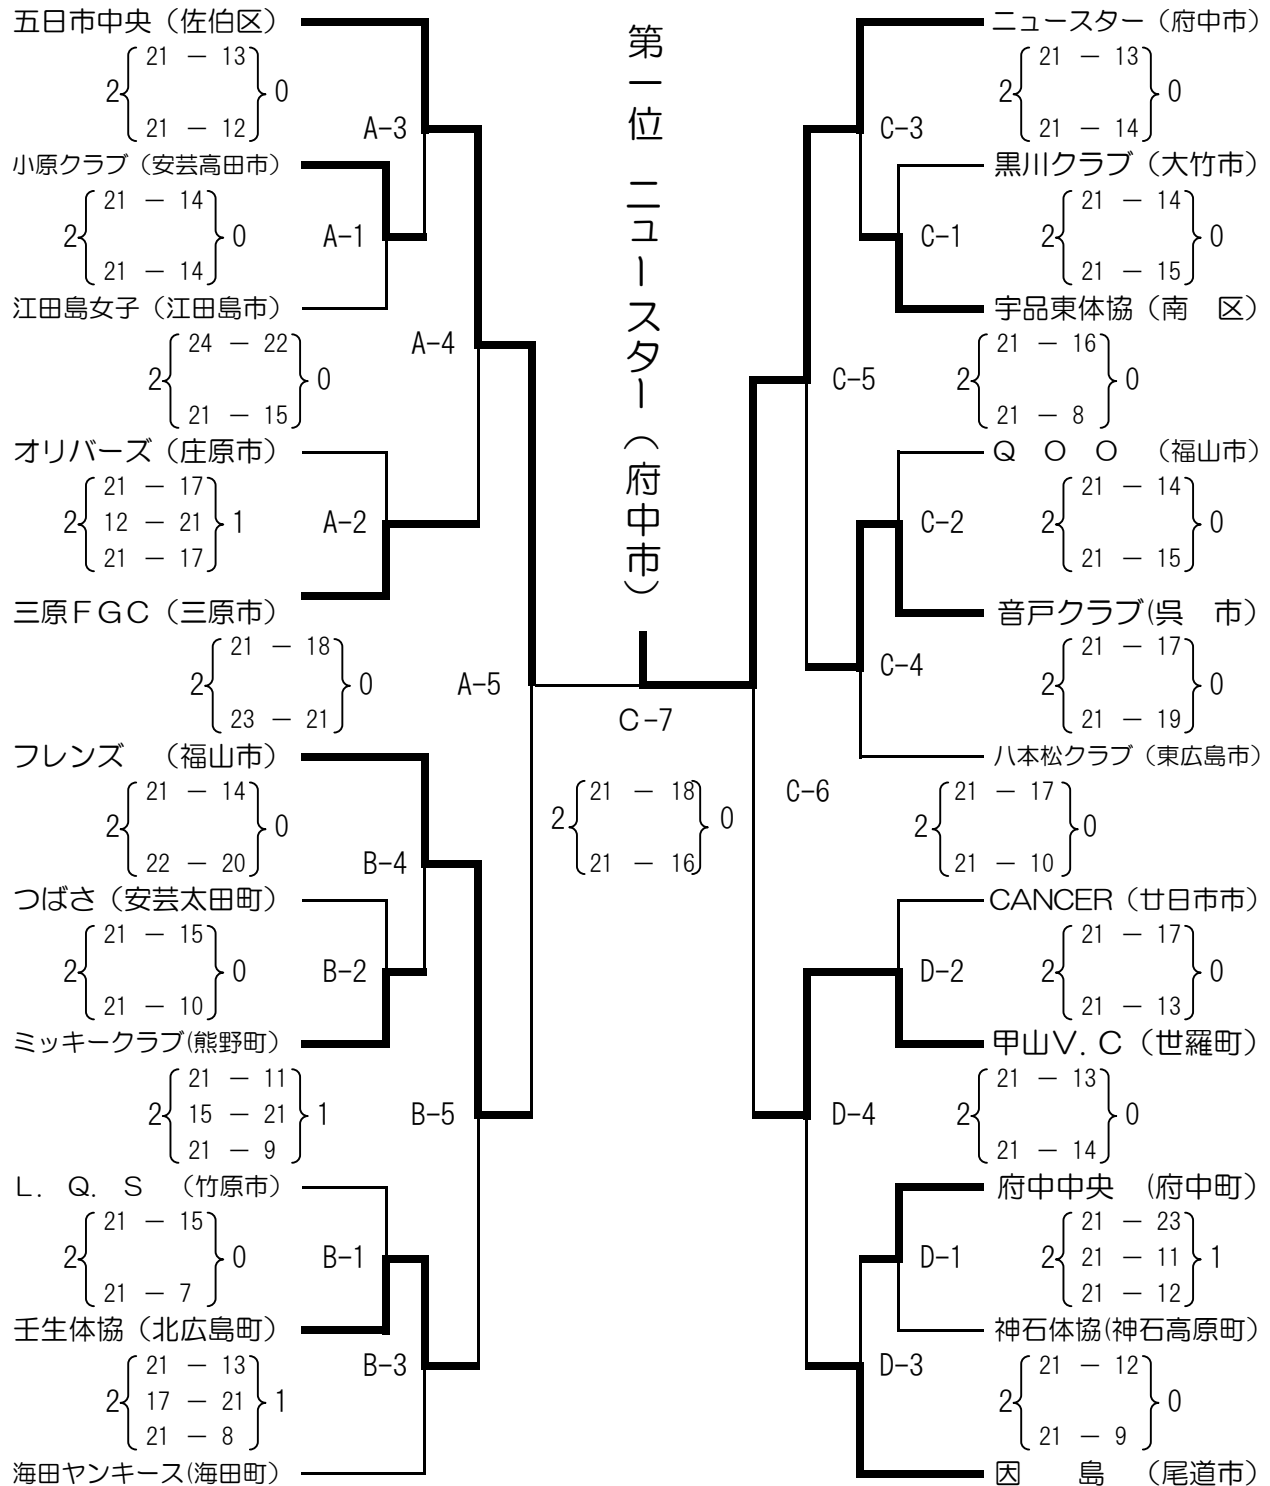 五日市中央（佐伯区）
21 － 13
2 0
21 － 12
A-3
小原クラブ（安芸高田市）
21 － 14
2 0
21 － 14
A-1
江田島女子（江田島市）
24 － 22
2 0
21 － 15
A-4
オリバーズ（庄原市）
21 － 17
2 12 － 21 1
21 － 17
A-2
三原ＦＧＣ（三原市）
21 － 18
2 0
23 － 21
A-5
フレンズ　（福山市）
21 － 14
2 0
22 － 20
B-4
つばさ（安芸太田町）
21 － 15
2 0
21 － 10
B-2
ミッキークラブ(熊野町）
21 － 11
2 15 － 21 1
21 － 9
B-5
Ｌ．Ｑ．Ｓ　（竹原市）
21 － 15
2 0
21 － 7
B-1
壬生体協（北広島町）
21 － 13
2 17 － 21 1
21 － 8
B-3
海田ヤンキース(海田町）
第一位　ニュースター（府中市）
C-7
21 － 18
2 0
21 － 16
ニュースター（府中市）
21 － 13
2 0
21 － 14
C-3
黒川クラブ（大竹市）
21 － 14
2 0
21 － 15
C-1
宇品東体協（南　区）
21 － 16
2 0
21 － 8
C-5
Ｑ　Ｏ　Ｏ　（福山市）
21 － 14
2 0
21 － 15
C-2
音戸クラブ(呉　市）
21 － 17
2 0
21 － 19
C-4
八本松クラブ（東広島市）
21 － 17
2 0
21 － 10
C-6
CANCER（廿日市市）
21 － 17
2 0
21 － 13
D-2
甲山Ｖ．Ｃ（世羅町）
21 － 13
2 0
21 － 14
D-4
府中中央　(府中町）
21 － 23
2 21 － 11 1
21 － 12
D-1
神石体協(神石高原町）
21 － 12
2 0
21 － 9
D-3
因　　島　（尾道市）